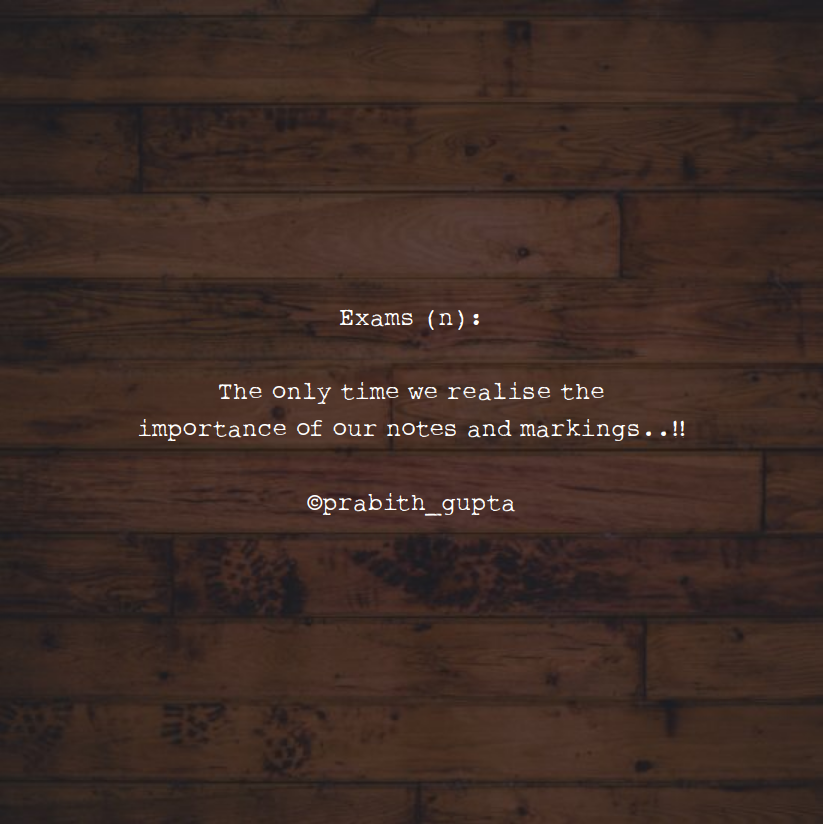 Exams (n):
The only time we realise the
importance of our notes and markings..!!
©prabith_gupta